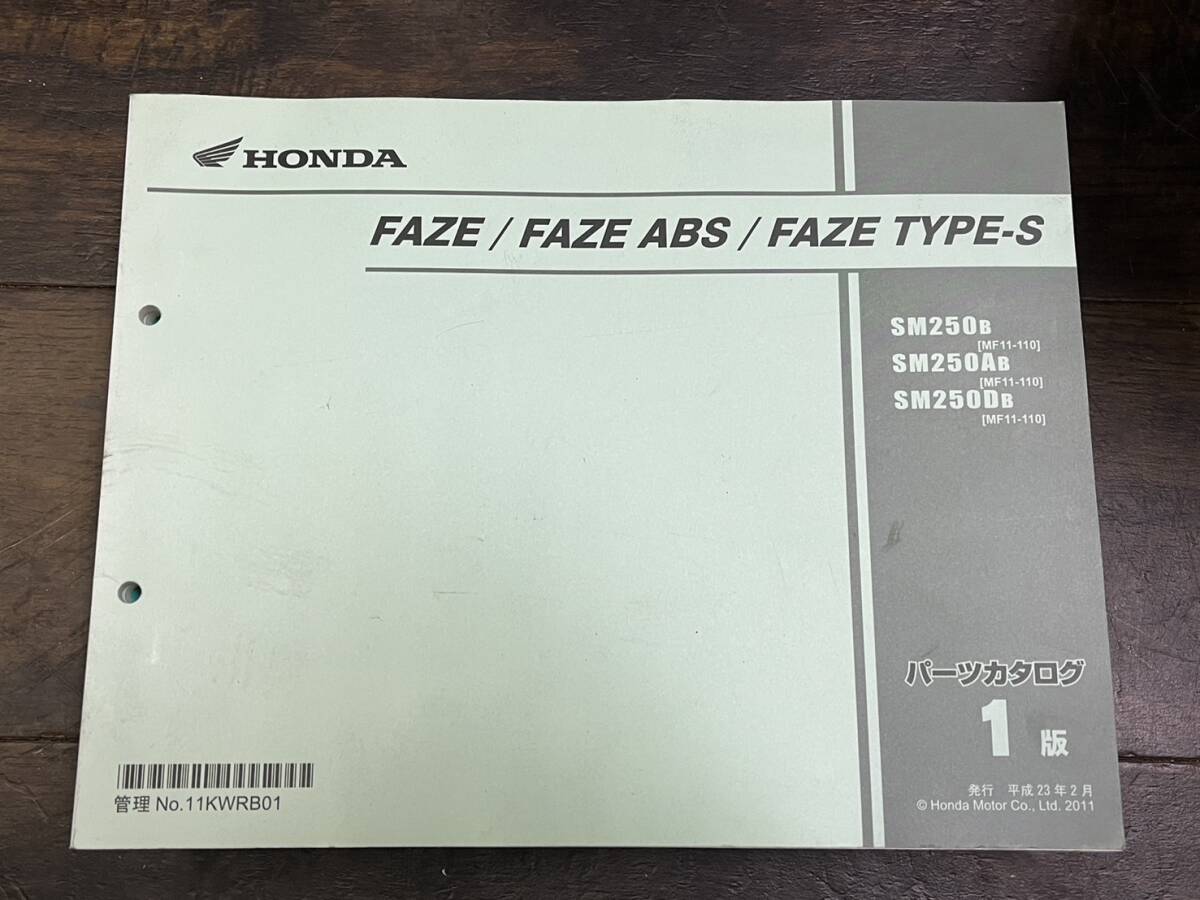 HONDA
FAZE / FAZE ABS / FAZE TYPE-S
SM250B
[MF11-110]
SM250AB
[MF11-110]
SM250DB
[MF11-110]
パーツカタログ
1 版
発行 平成 23 年 2 月
© Honda Motor Co., Ltd. 2011
管理 No.11KWRB01